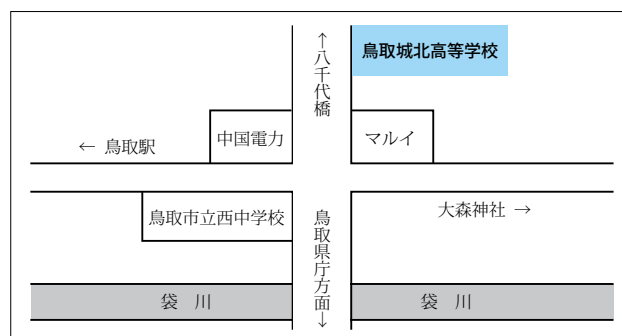 ↑八千代橋
鳥取城北高等学校
← 鳥取駅
中国電力
マルイ
鳥取市立西中学校
鳥取県庁方面↓
大森神社 →
袋 川
袋 川